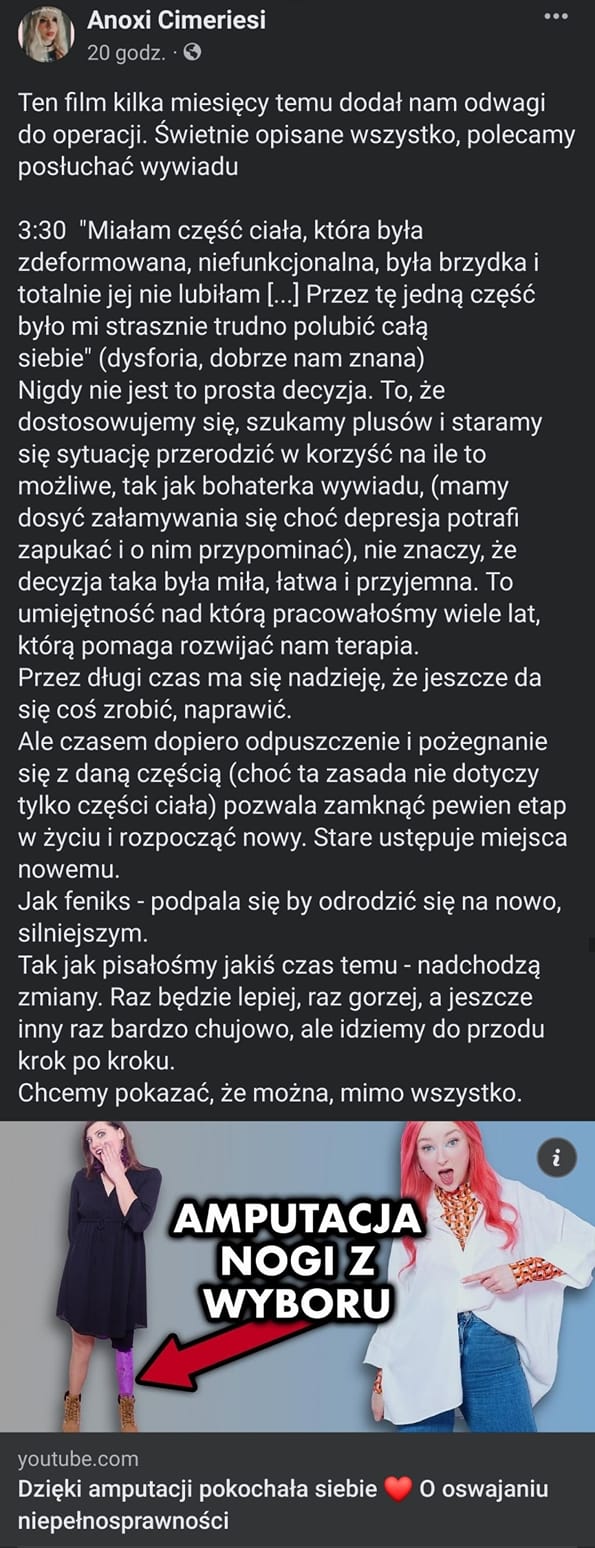 Anoxi Cimeriesi
20 godz.
Ten film kilka miesięcy temu dodał nam odwagi
do operacji. Świetnie opisane wszystko, polecamy
posłuchać wywiadu
3:30 "Miałam część ciała, która była
zdeformowana, niefunkcjonalna, była brzydka i
totalnie jej nie lubiłam [...] Przez tę jedną część
było mi strasznie trudno polubić całą
siebie" (dysforia, dobrze nam znana)
Nigdy nie jest to prosta decyzja. To, że
dostosowujemy się, szukamy plusów i staramy
się sytuację przerodzić w korzyść na ile to
możliwe, tak jak bohaterka wywiadu, (mamy
dosyć załamywania się choć depresja potrafi
zapukać i o nim przypominać), nie znaczy, że
decyzja taka była miła, łatwa i przyjemna. To
umiejętność nad którą pracowałośmy wiele lat,
którą pomaga rozwijać nam terapia.
Przez długi czas ma się nadzieję, że jeszcze da
się coś zrobić, naprawić.
Ale czasem dopiero odpuszczenie i pożegnanie
się z daną częścią (choć ta zasada nie dotyczy
tylko części ciała) pozwala zamknąć pewien etap
w życiu i rozpocząć nowy. Stare ustępuje miejsca
nowemu.
Jak feniks - podpala się by odrodzić się na nowo,
silniejszym.
Tak jak pisałośmy jakiś czas temu - nadchodzą
zmiany. Raz będzie lepiej, raz gorzej, a jeszcze
inny raz bardzo chujowo, ale idziemy do przodu
krok po kroku.
Chcemy pokazać, że można, mimo wszystko.
AMPUTACJA
NOGI Z
WYBORU
youtube.com
Dzięki amputacji pokochała siebie ❤️ O oswajaniu
niepełnosprawności